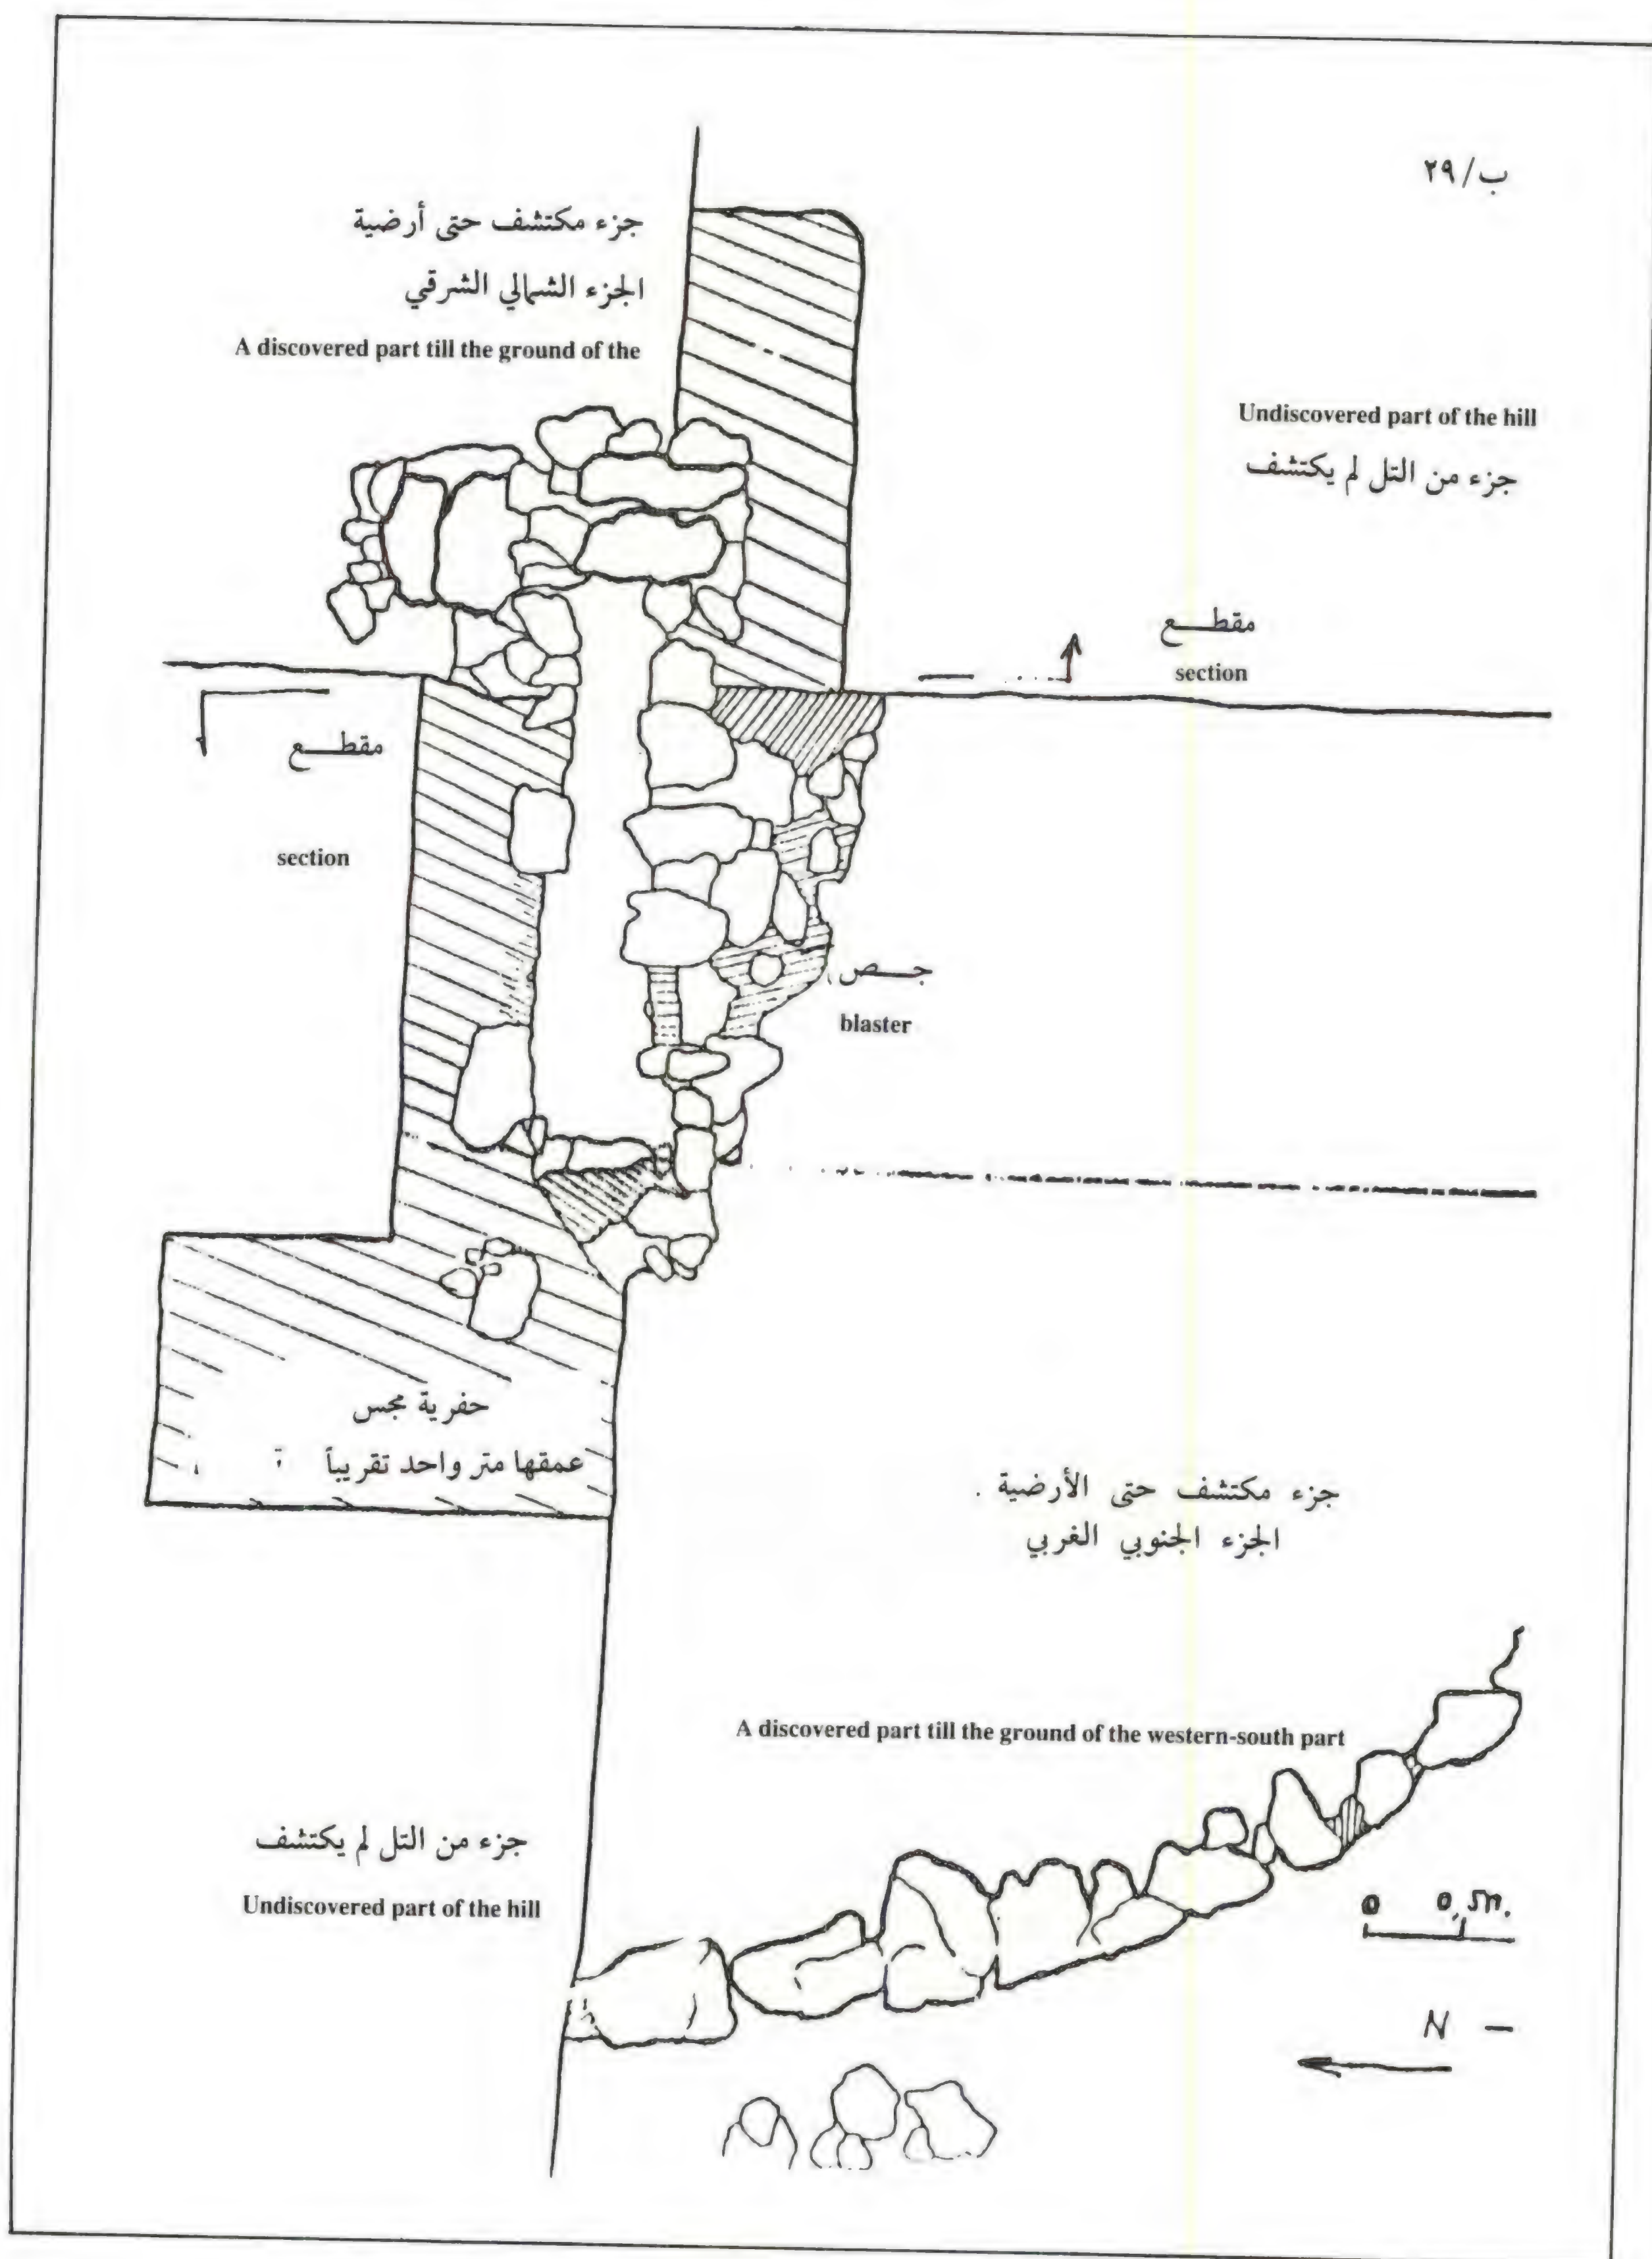 ب/٢٩
جزء مكتشف حتى أرضية
الجزء الشمالي الشرقي
A discovered part till the ground of the
Undiscovered part of the hill
جزء من التل لم يكتشف
مقطـــع
section
مقطـــع
section
جــص
blaster
حفرية مجس
عمقها متر واحد تقريباً
جزء مكتشف حتى الأرضية .
الجزء الجنوبي الغربي
A discovered part till the ground of the western-south part
جزء من التل لم يكتشف
Undiscovered part of the hill
0 0,5m.
N